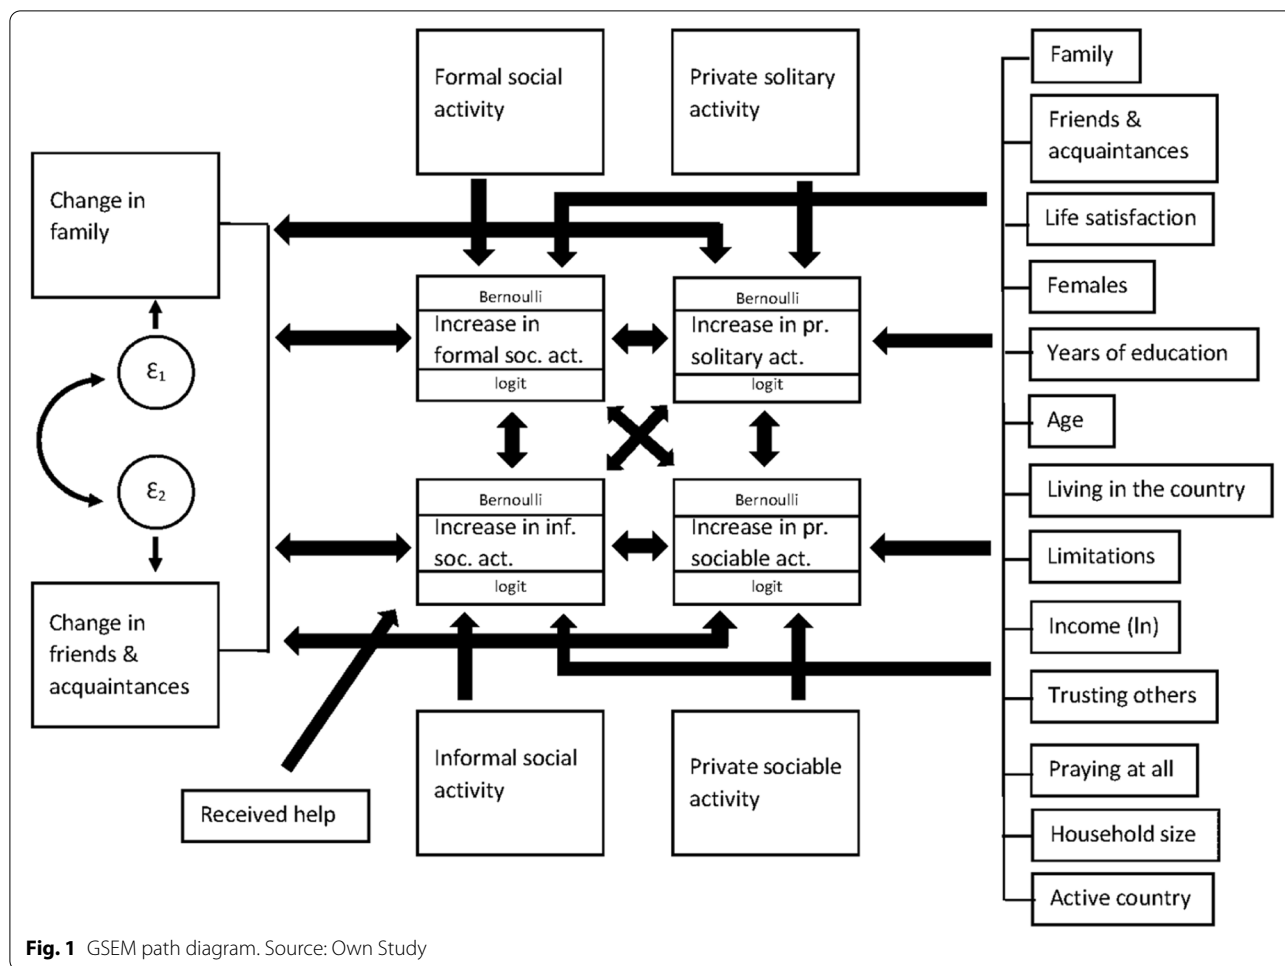 Formal social
activity
Private solitary
activity
Family
Friends &
acquaintances
Life satisfaction
Females
Years of education
Age
Living in the country
Limitations
Income (ln)
Trusting others
Praying at all
Household size
Active country
Change in
family
ε1
ε2
Change in
friends &
acquaintances
Bernoulli
Increase in
formal soc. act.
logit
Bernoulli
Increase in pr.
solitary act.
logit
Bernoulli
Increase in inf.
soc. act.
logit
Bernoulli
Increase in pr.
sociable act.
logit
Received help
Informal social
activity
Private sociable
activity
Fig. 1 GSEM path diagram. Source: Own Study